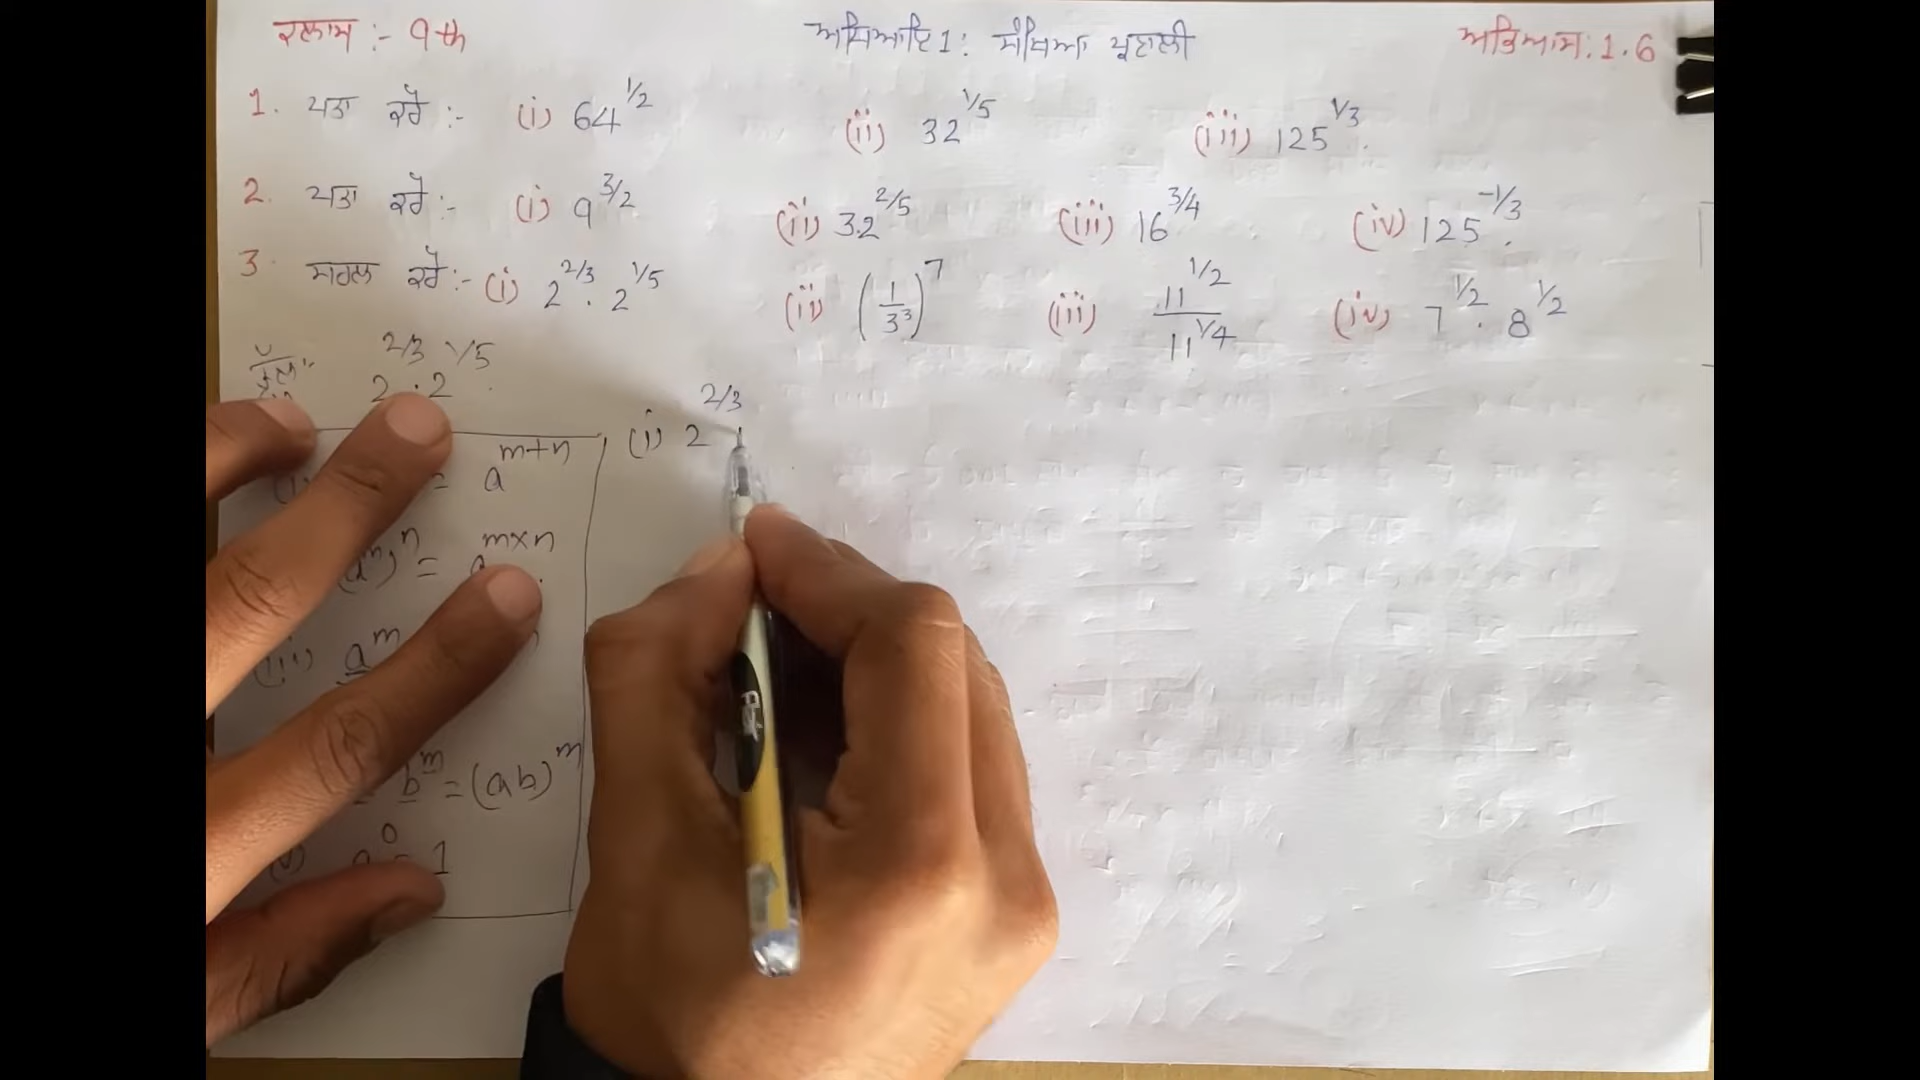 ਕਲਾਸ :- 9th ਅਧਿਆਇ 1: ਸੰਖਿਆ ਪ੍ਰਣਾਲੀ ਅਭਿਆਸ: 1.6
1. ਪਤਾ ਕਰੋ :- (i) 64^1/2 (ii) 32^1/5 (iii) 125^1/3.
2. ਪਤਾ ਕਰੋ :- (i) 9^3/2 (ii) 32^2/5 (iii) 16^3/4 (iv) 125^-1/3.
3. ਸਰਲ ਕਰੋ :- (i) 2^2/3 . 2^1/5 (ii) (1/3^3)^7 (iii) 11^1/2 / 11^1/4 (iv) 7^1/2 . 8^1/2
ਹੱਲ:- 2^2/3 . 2^1/5.
(i) 2^2/3 .
= a^m+n
(a^m)^n = a^m×n.
(iii) a^m
b^m = (ab)^m
(v) a^0 = 1